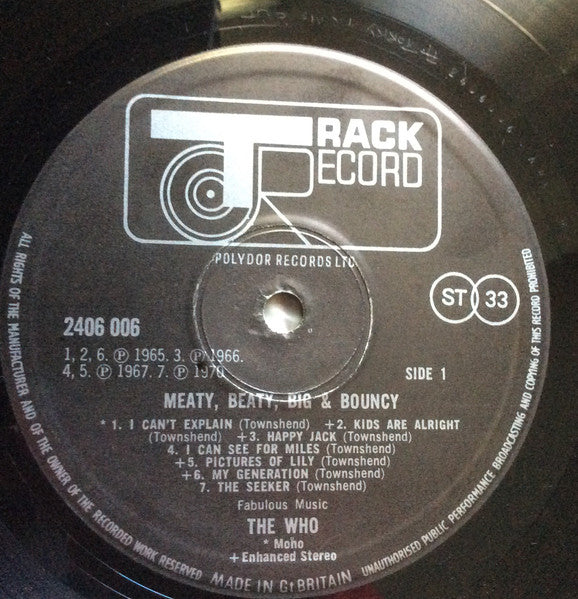 TRACK
RECORD
POLYDOR RECORDS LTD
ST 33
2406 006
1, 2, 6. ℗ 1965. 3. ℗ 1966.
4, 5. ℗ 1967. 7. ℗ 1970
SIDE 1
MEATY, BEATY, BIG & BOUNCY
* 1. I CAN'T EXPLAIN (Townshend) +2. KIDS ARE ALRIGHT
(Townshend) +3. HAPPY JACK (Townshend)
4. I CAN SEE FOR MILES (Townshend)
+5. PICTURES OF LILY (Townshend)
+6. MY GENERATION (Townshend)
7. THE SEEKER (Townshend)
Fabulous Music
THE WHO
* Mono
+ Enhanced Stereo
ALL RIGHTS OF THE MANUFACTURER AND OF THE OWNER OF THE RECORDED WORK RESERVED
UNAUTHORISED PUBLIC PERFORMANCE BROADCASTING AND COPYING OF THIS RECORD PROHIBITED
MADE IN Gt BRITAIN